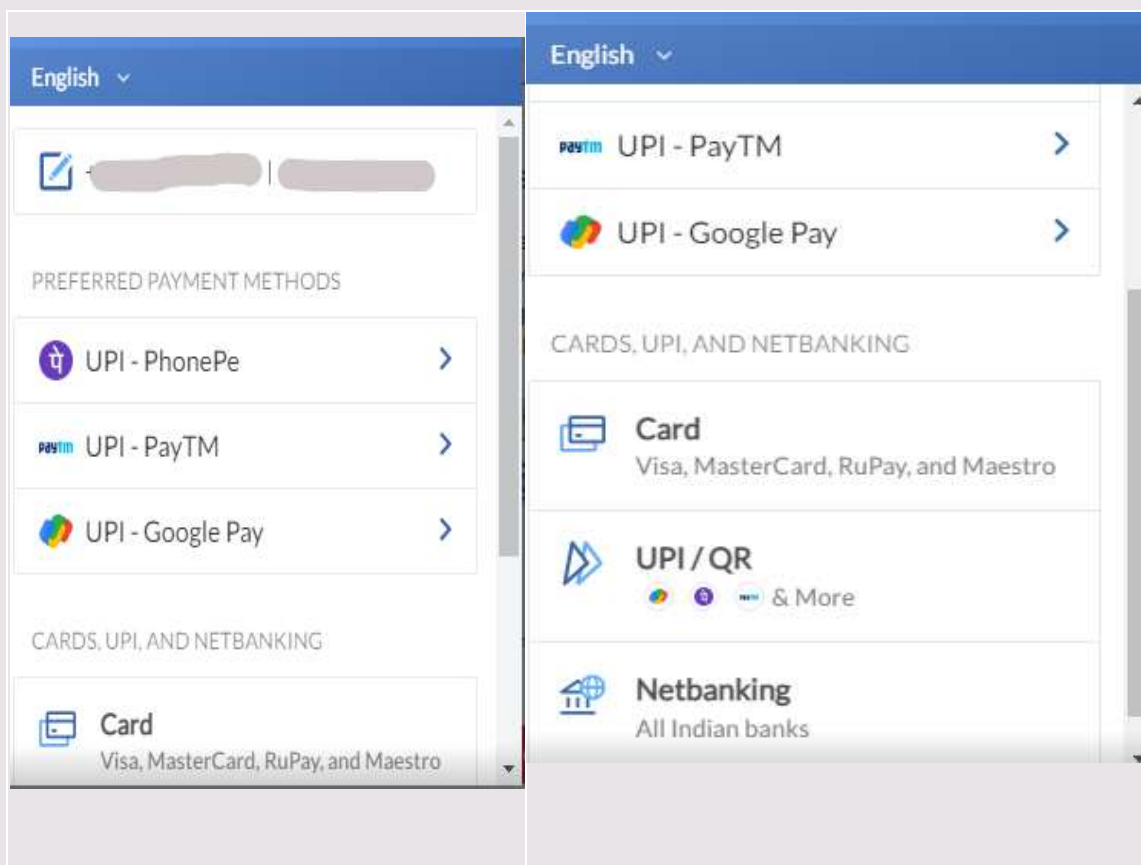 English
PREFERRED PAYMENT METHODS
पे UPI - PhonePe
paytm UPI - PayTM
UPI - Google Pay
CARDS, UPI, AND NETBANKING
Card
Visa, MasterCard, RuPay, and Maestro
English
paytm UPI - PayTM
UPI - Google Pay
CARDS, UPI, AND NETBANKING
Card
Visa, MasterCard, RuPay, and Maestro
UPI / QR
पे paytm & More
Netbanking
All Indian banks